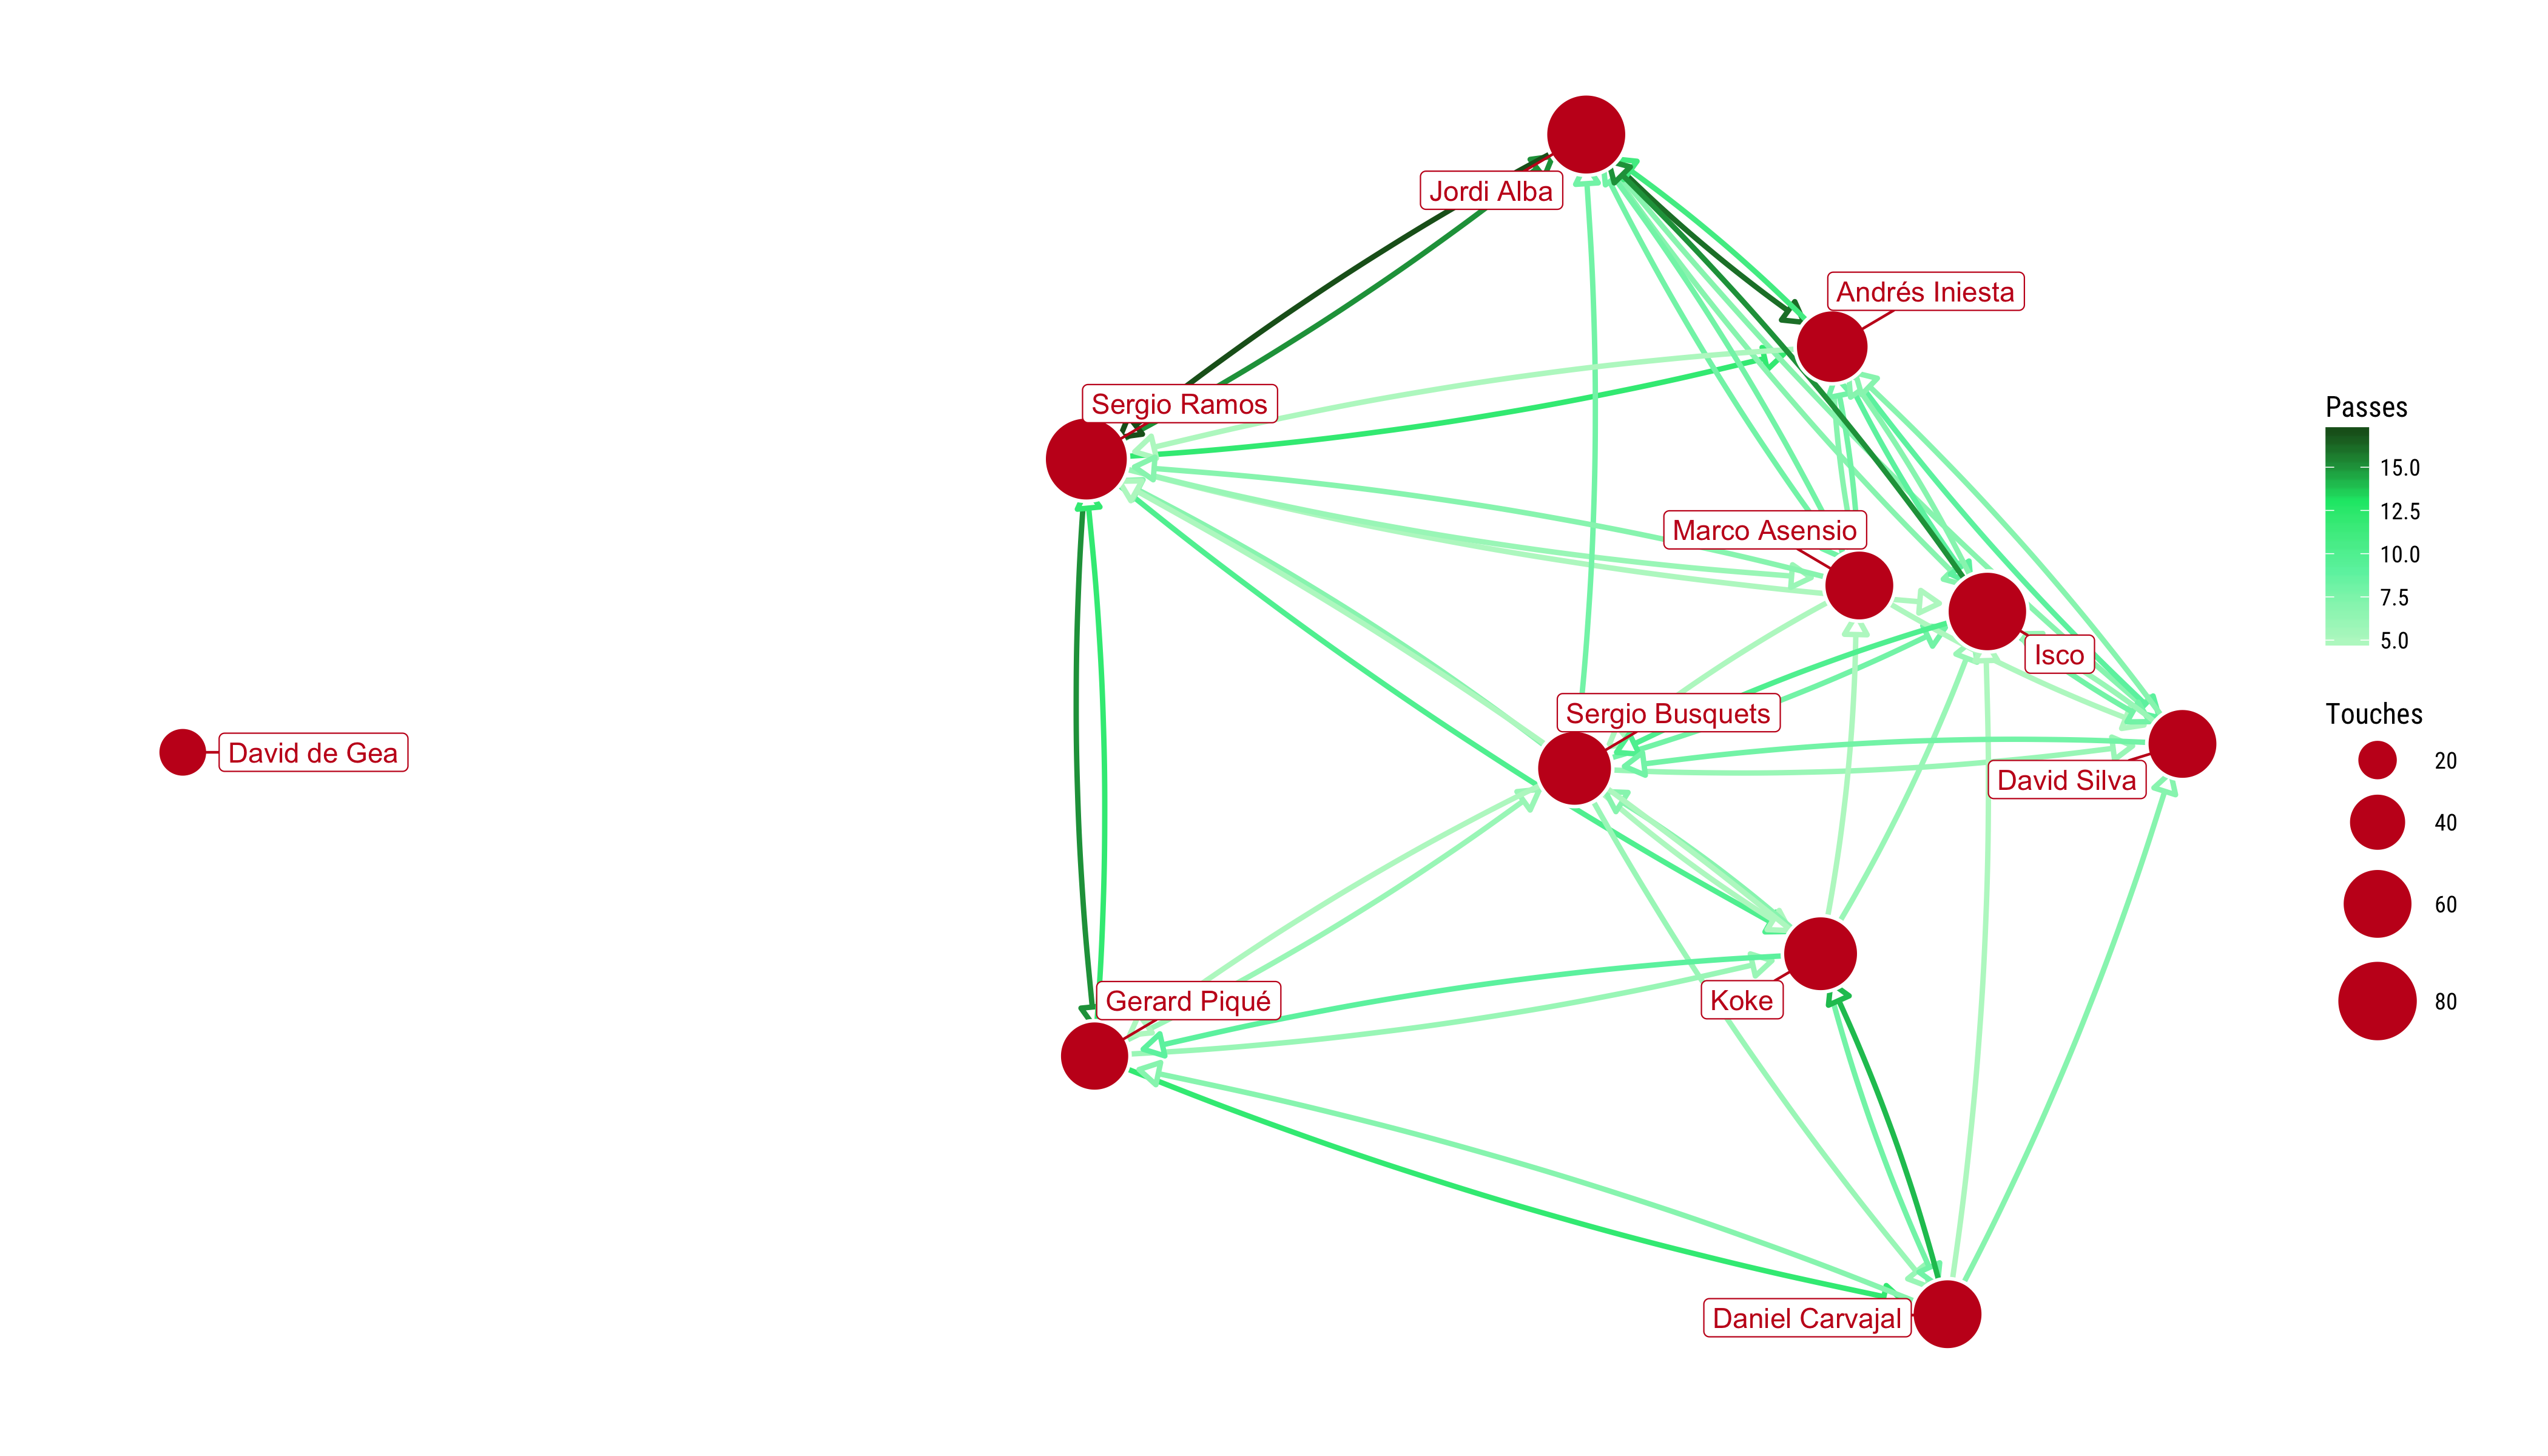 Jordi Alba
Andrés Iniesta
Sergio Ramos
Marco Asensio
Isco
Sergio Busquets
David de Gea
David Silva
Gerard Piqué
Koke
Daniel Carvajal
Passes
15.0
12.5
10.0
7.5
5.0
Touches
20
40
60
80